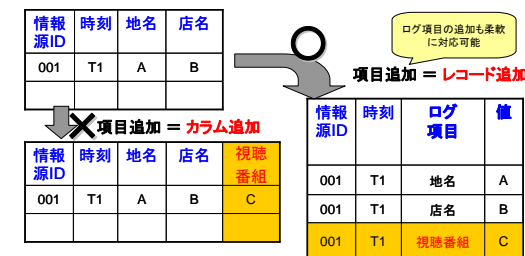 情報源ID 時刻 地名 店名
001 T1 A B
ログ項目の追加も柔軟
に対応可能
項目追加 = レコード追加
項目追加 = カラム追加
情報源ID 時刻 地名 店名 視聴番組
001 T1 A B C
情報源ID 時刻 ログ項目 値
001 T1 地名 A
001 T1 店名 B
001 T1 視聴番組 C